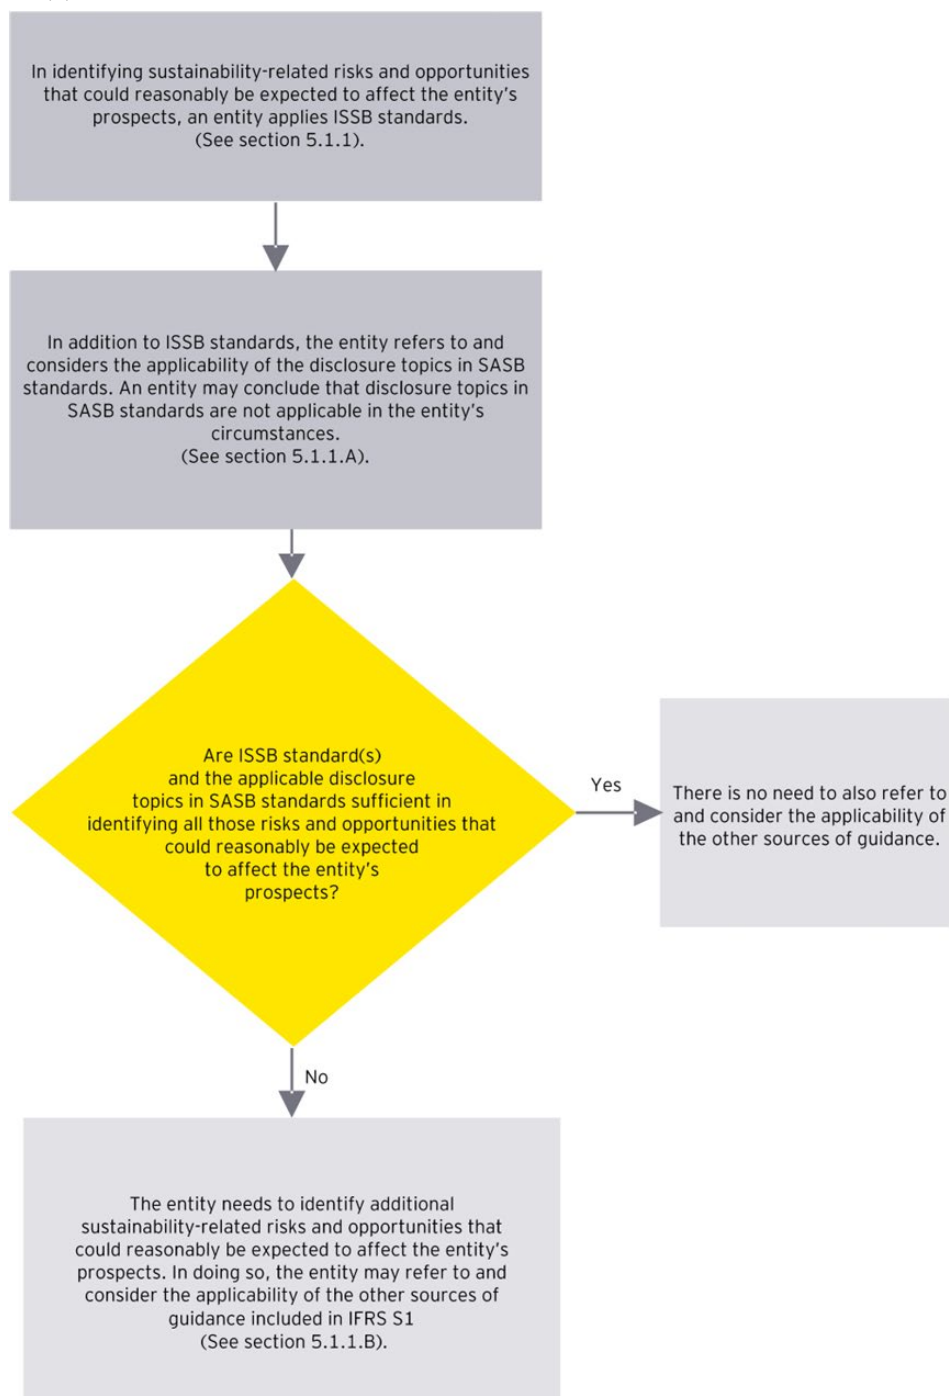 In identifying sustainability-related risks and opportunities
that could reasonably be expected to affect the entity's
prospects, an entity applies ISSB standards.
(See section 5.1.1).
In addition to ISSB standards, the entity refers to and
considers the applicability of the disclosure topics in SASB
standards. An entity may conclude that disclosure topics in
SASB standards are not applicable in the entity's
circumstances.
(See section 5.1.1.A).
Are ISSB standard(s)
and the applicable disclosure
topics in SASB standards sufficient in
identifying all those risks and opportunities that
could reasonably be expected
to affect the entity's
prospects?
Yes
There is no need to also refer to
and consider the applicability of
the other sources of guidance.
No
The entity needs to identify additional
sustainability-related risks and opportunities that
could reasonably be expected to affect the entity's
prospects. In doing so, the entity may refer to and
consider the applicability of the other sources of
guidance included in IFRS S1
(See section 5.1.1.B).